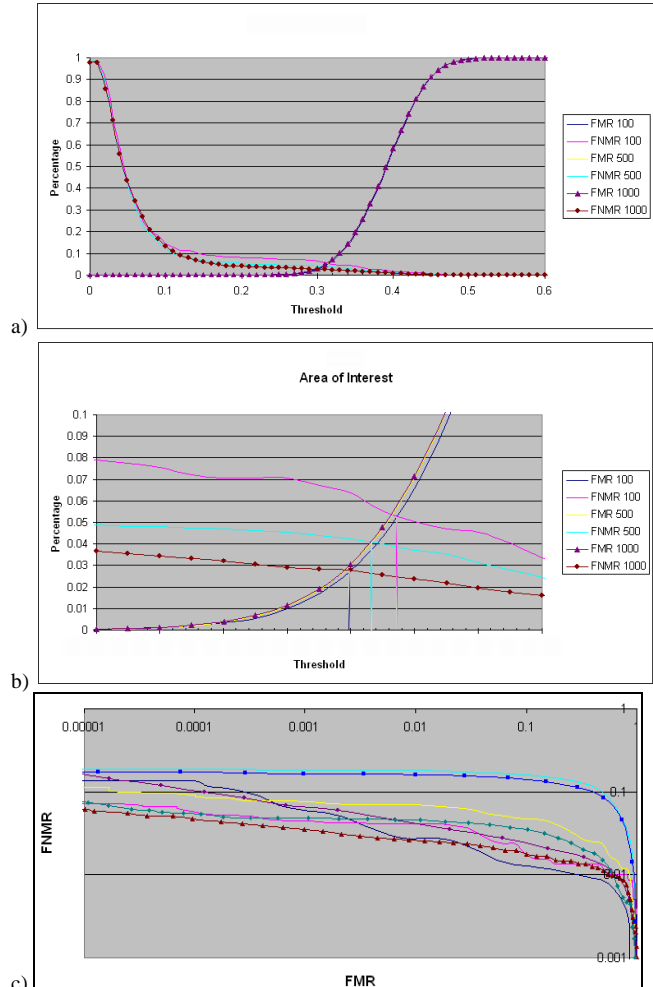 1
0.9
0.8
0.7
0.6
0.5
0.4
0.3
0.2
0.1
0
Percentage
0 0.1 0.2 0.3 0.4 0.5 0.6
Threshold
FMR 100
FNMR 100
FMR 500
FNMR 500
FMR 1000
FNMR 1000
a)
Area of Interest
0.1
0.09
0.08
0.07
0.06
0.05
0.04
0.03
0.02
0.01
0
Percentage
Threshold
FMR 100
FNMR 100
FMR 500
FNMR 500
FMR 1000
FNMR 1000
b)
0.00001 0.0001 0.001 0.01 0.1 1
1
0.1
0.01
0.001
FNMR
FMR
c)